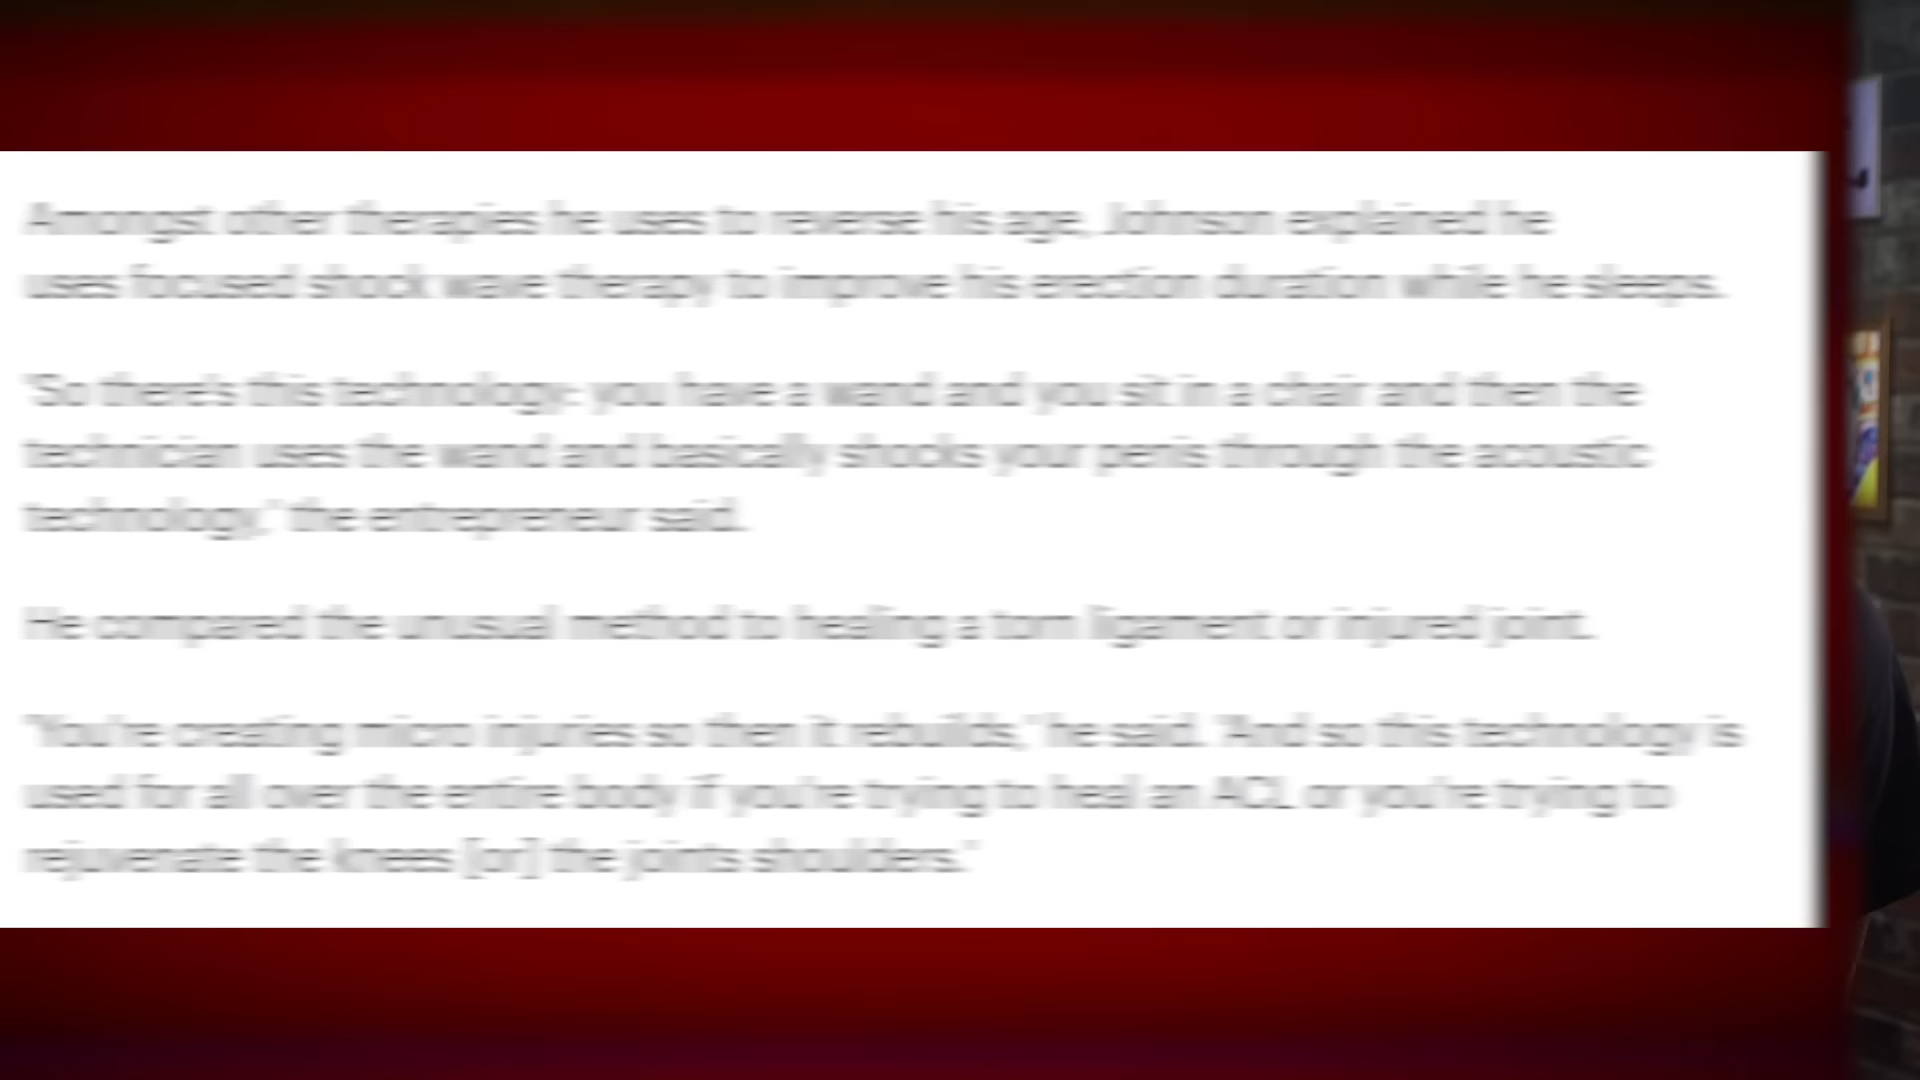 Amongst other therapies he uses to reverse his age, Johnson explained he
uses focused shock wave therapy to improve his erection duration while he sleeps.
'So there's this technology: you have a wand and you sit in a chair and then the
technician uses the wand and basically shocks your penis through the acoustic
technology,' the entrepreneur said.
He compared the unusual method to healing a torn ligament or injured joint.
'You're creating micro injuries so then it rebuilds,' he said. 'And so this technology is
used for all over the entire body if you're trying to heal an ACL or you're trying to
rejuvenate the knees [or] the joints shoulders.'